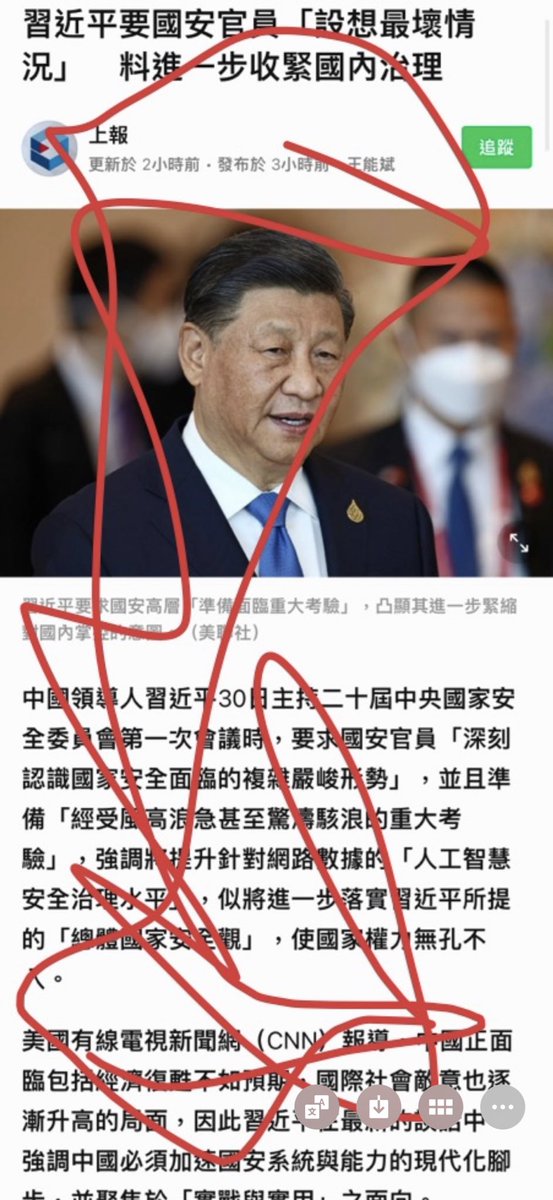 習近平要國安官員「設想最壞情
況」　料進一步收緊國內治理
上報
更新於 2小時前・發布於 3小時前・王能斌
追蹤
習近平要求國安高層「準備面臨重大考驗」，凸顯其進一步緊縮
對國內掌控的意圖。（美聯社）
中國領導人習近平30日主持二十屆中央國家安
全委員會第一次會議時，要求國安官員「深刻
認識國家安全面臨的複雜嚴峻形勢」，並且準
備「經受風高浪急甚至驚濤駭浪的重大考
驗」，強調將提升針對網路數據的「人工智慧
安全治理水平」，似將進一步落實習近平所提
的「總體國家安全觀」，使國家權力無孔不
入。
美國有線電視新聞網（CNN）報導，中國正面
臨包括經濟復甦不如預期、國際社會敵意也逐
漸升高的局面，因此習近平在最新的談話中
強調中國必須加速國安系統與能力的現代化腳
步，並聚焦於「實戰與實用」之面向。